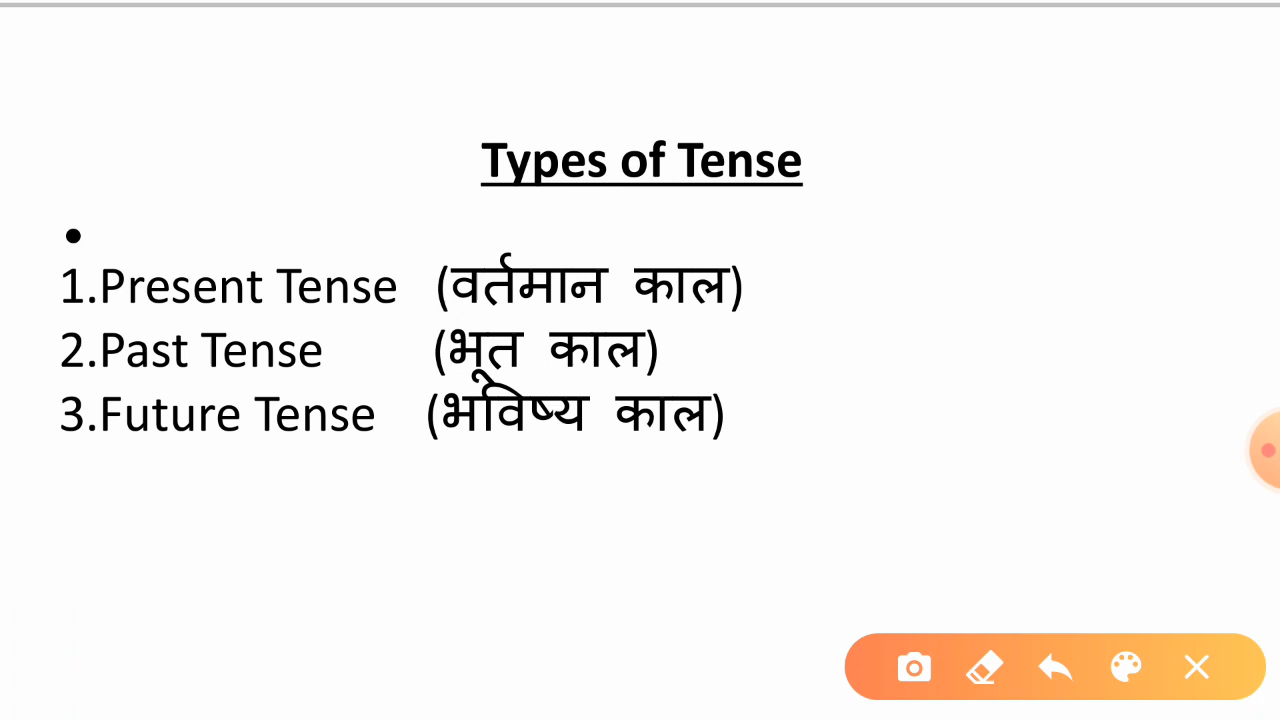 Types of Tense
•
1.Present Tense (वर्तमान काल)
2.Past Tense (भूत काल)
3.Future Tense (भविष्य काल)